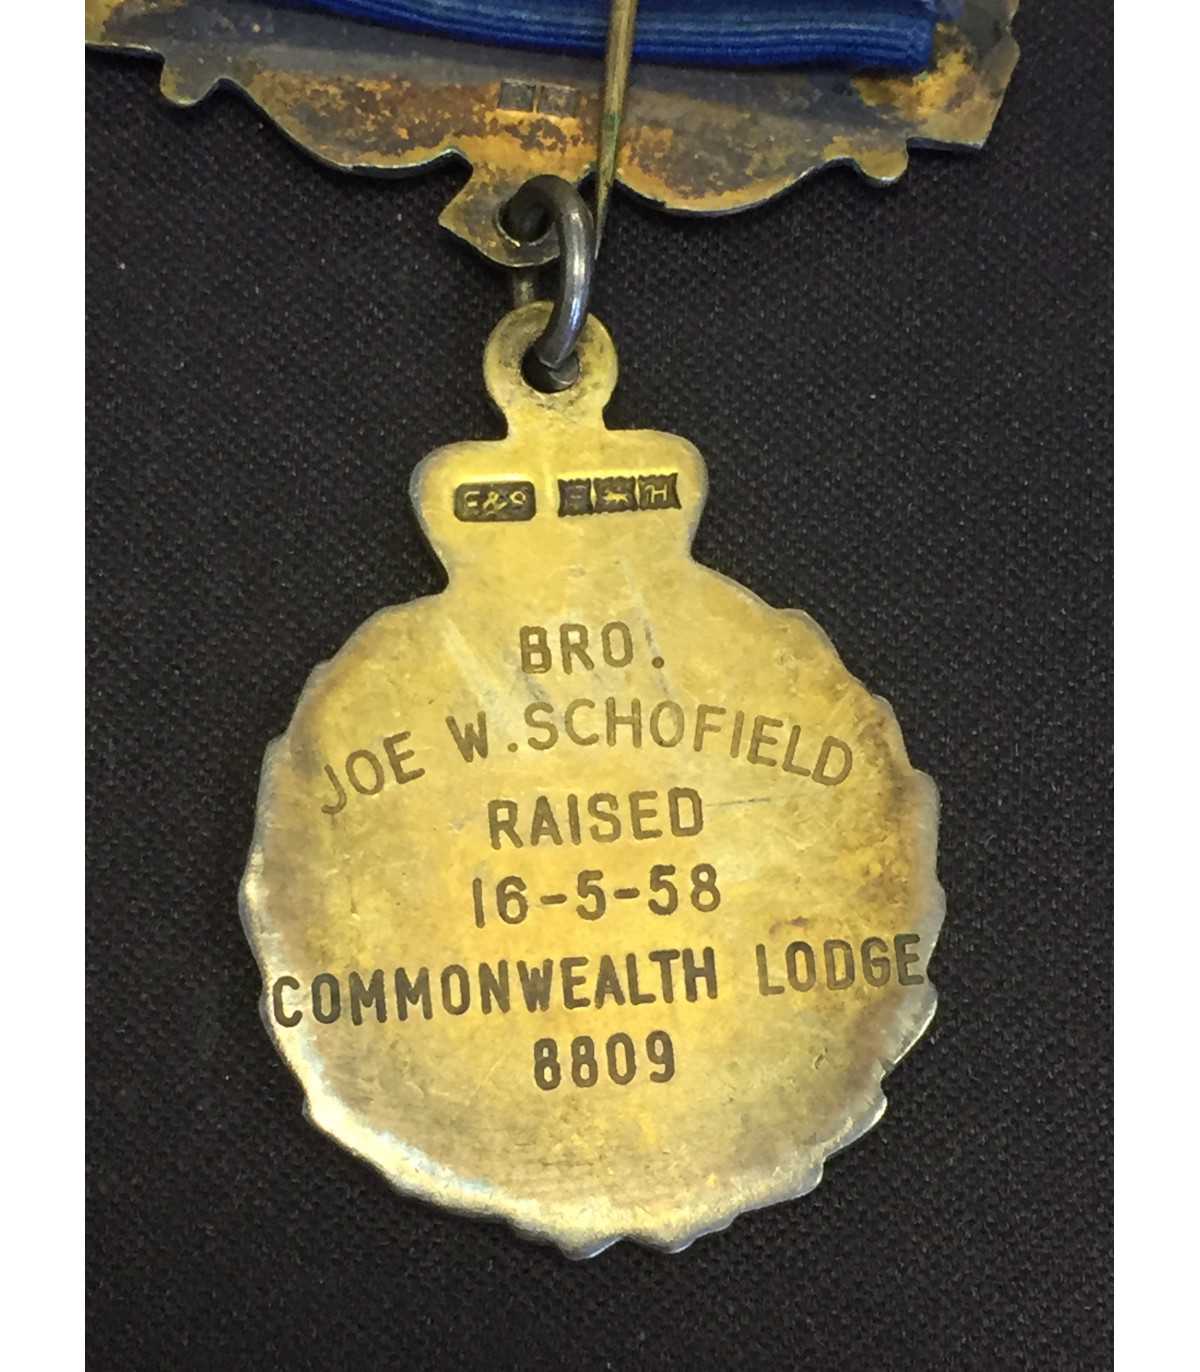 BRO.
JOE W. SCHOFIELD
RAISED
16-5-58
COMMONWEALTH LODGE
8809